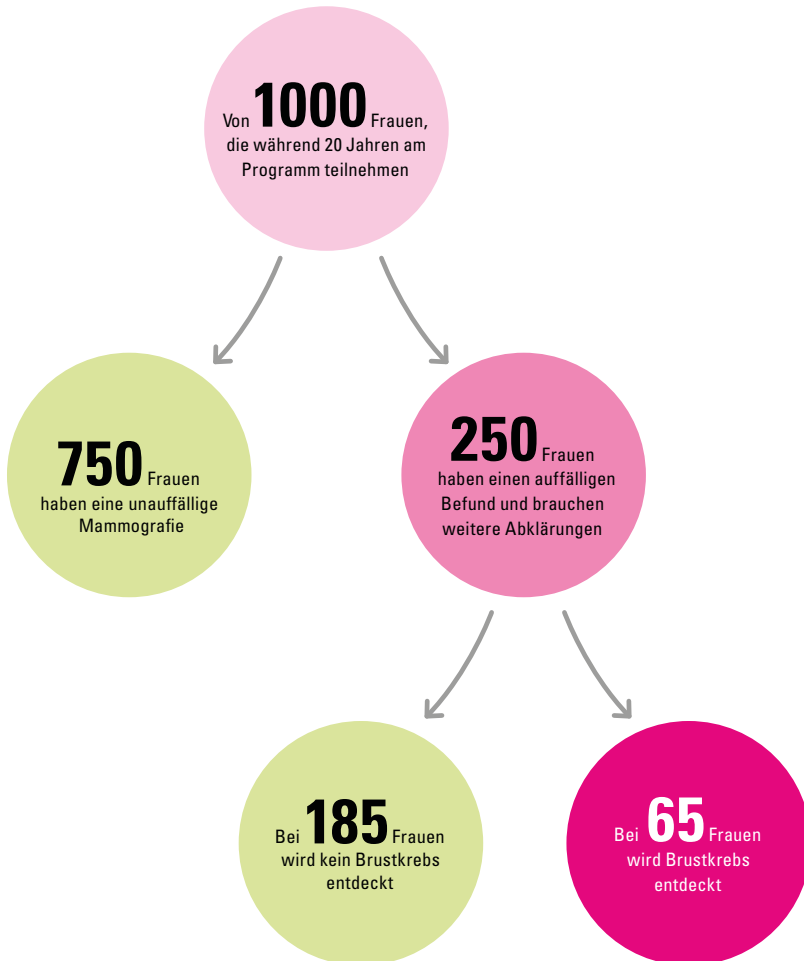 Von 1000 Frauen,
die während 20 Jahren am
Programm teilnehmen
750 Frauen
haben eine unauffällige
Mammografie
250 Frauen
haben einen auffälligen
Befund und brauchen
weitere Abklärungen
Bei 185 Frauen
wird kein Brustkrebs
entdeckt
Bei 65 Frauen
wird Brustkrebs
entdeckt